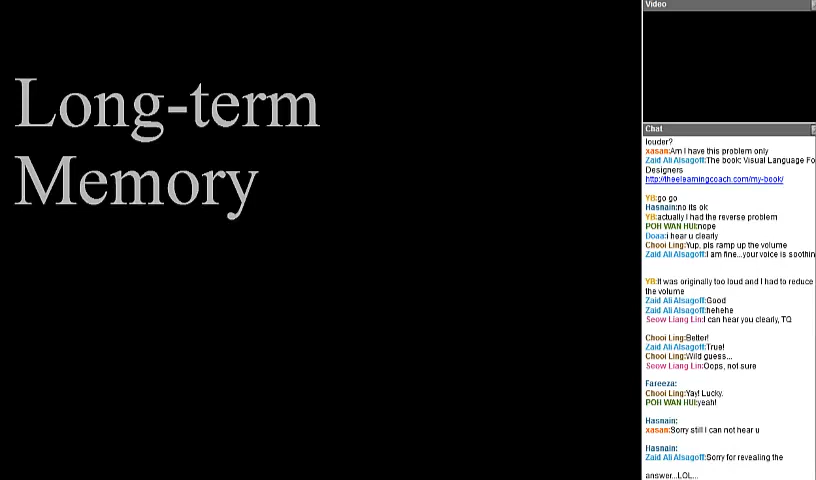 Long-term
Memory
Video
Chat
louder?
xasan:Am I have this problem only
Zaid Ali Alsagoff:The book: Visual Language Fo
Designers
http://theelearningcoach.com/my-book/
YB:go go
Hasnain:no its ok
YB:actually I had the reverse problem
POH WAN HUI:nope
Doaa:i hear u clearly
Chooi Ling:Yup, pls ramp up the volume
Zaid Ali Alsagoff:I am fine...your voice is soothin
YB:It was originally too loud and I had to reduce
the volume
Zaid Ali Alsagoff:Good
Zaid Ali Alsagoff:hehehe
Seow Liang Lin:I can hear you clearly, TQ
Chooi Ling:Better!
Zaid Ali Alsagoff:True!
Chooi Ling:Wild guess...
Seow Liang Lin:Oops, not sure
Fareeza:
Chooi Ling:Yay! Lucky.
POH WAN HUI:yeah!
Hasnain:
xasan:Sorry still I can not hear u
Hasnain:
Zaid Ali Alsagoff:Sorry for revealing the
answer...LOL...